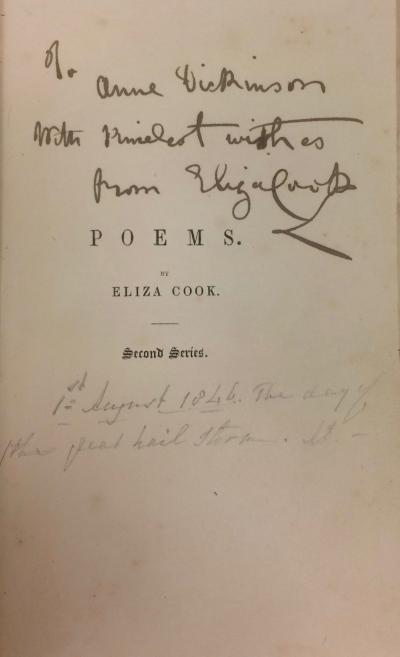 To
Anne Dickinson
With kindest wishes
from Eliza Cook
POEMS.
BY
ELIZA COOK.
Second Series.
1st August 1846. The day of
the great hail storm.